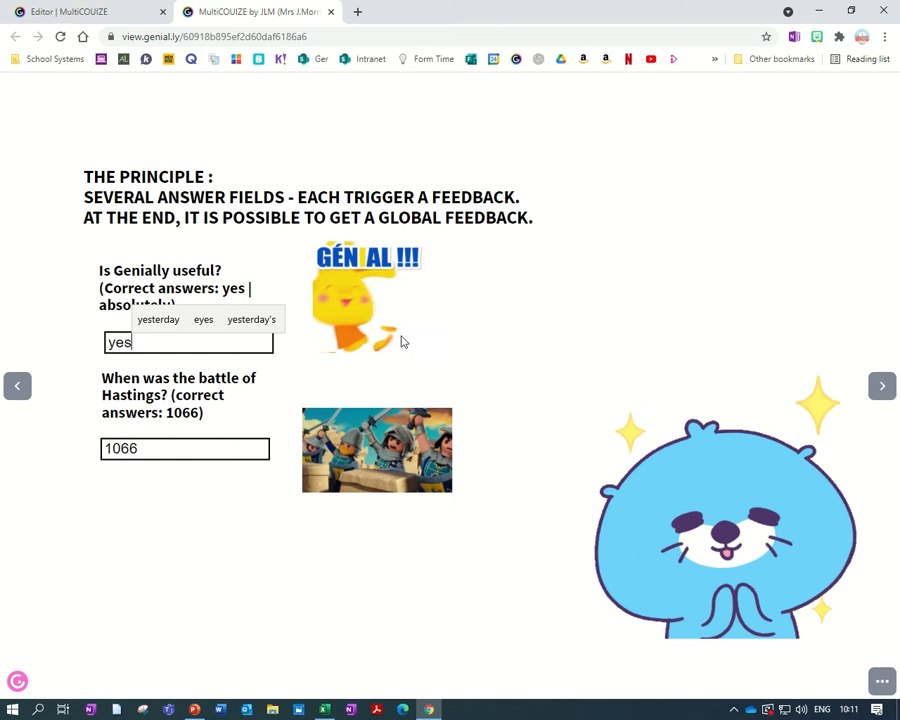 Editor | MultiCOUIZE
MultiCOUIZE by JLM (Mrs J.Morri
view.genial.ly/60918b895ef2d60daf6186a6
School Systems
Ger
Intranet
Form Time
Other bookmarks
Reading list
THE PRINCIPLE :
SEVERAL ANSWER FIELDS - EACH TRIGGER A FEEDBACK.
AT THE END, IT IS POSSIBLE TO GET A GLOBAL FEEDBACK.
Is Genially useful?
(Correct answers: yes |
absolutely)
yesterday eyes yesterday's
yes
GÉNIAL !!!
When was the battle of
Hastings? (correct
answers: 1066)
1066
ENG 10:11